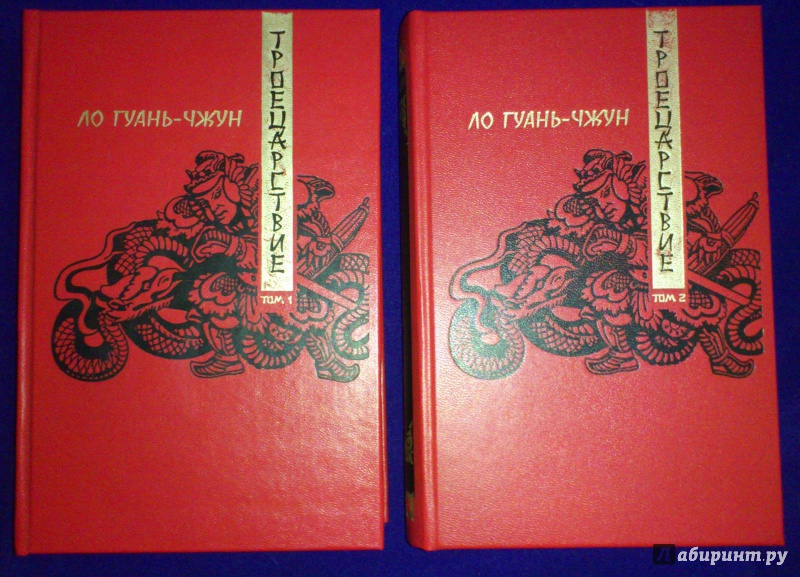 ЛО ГУАНЬ-ЧЖУН
ТРОЕЦАРСТВИЕ
ТОМ 1
ЛО ГУАНЬ-ЧЖУН
ТРОЕЦАРСТВИЕ
ТОМ 2
Лабиринт.ру